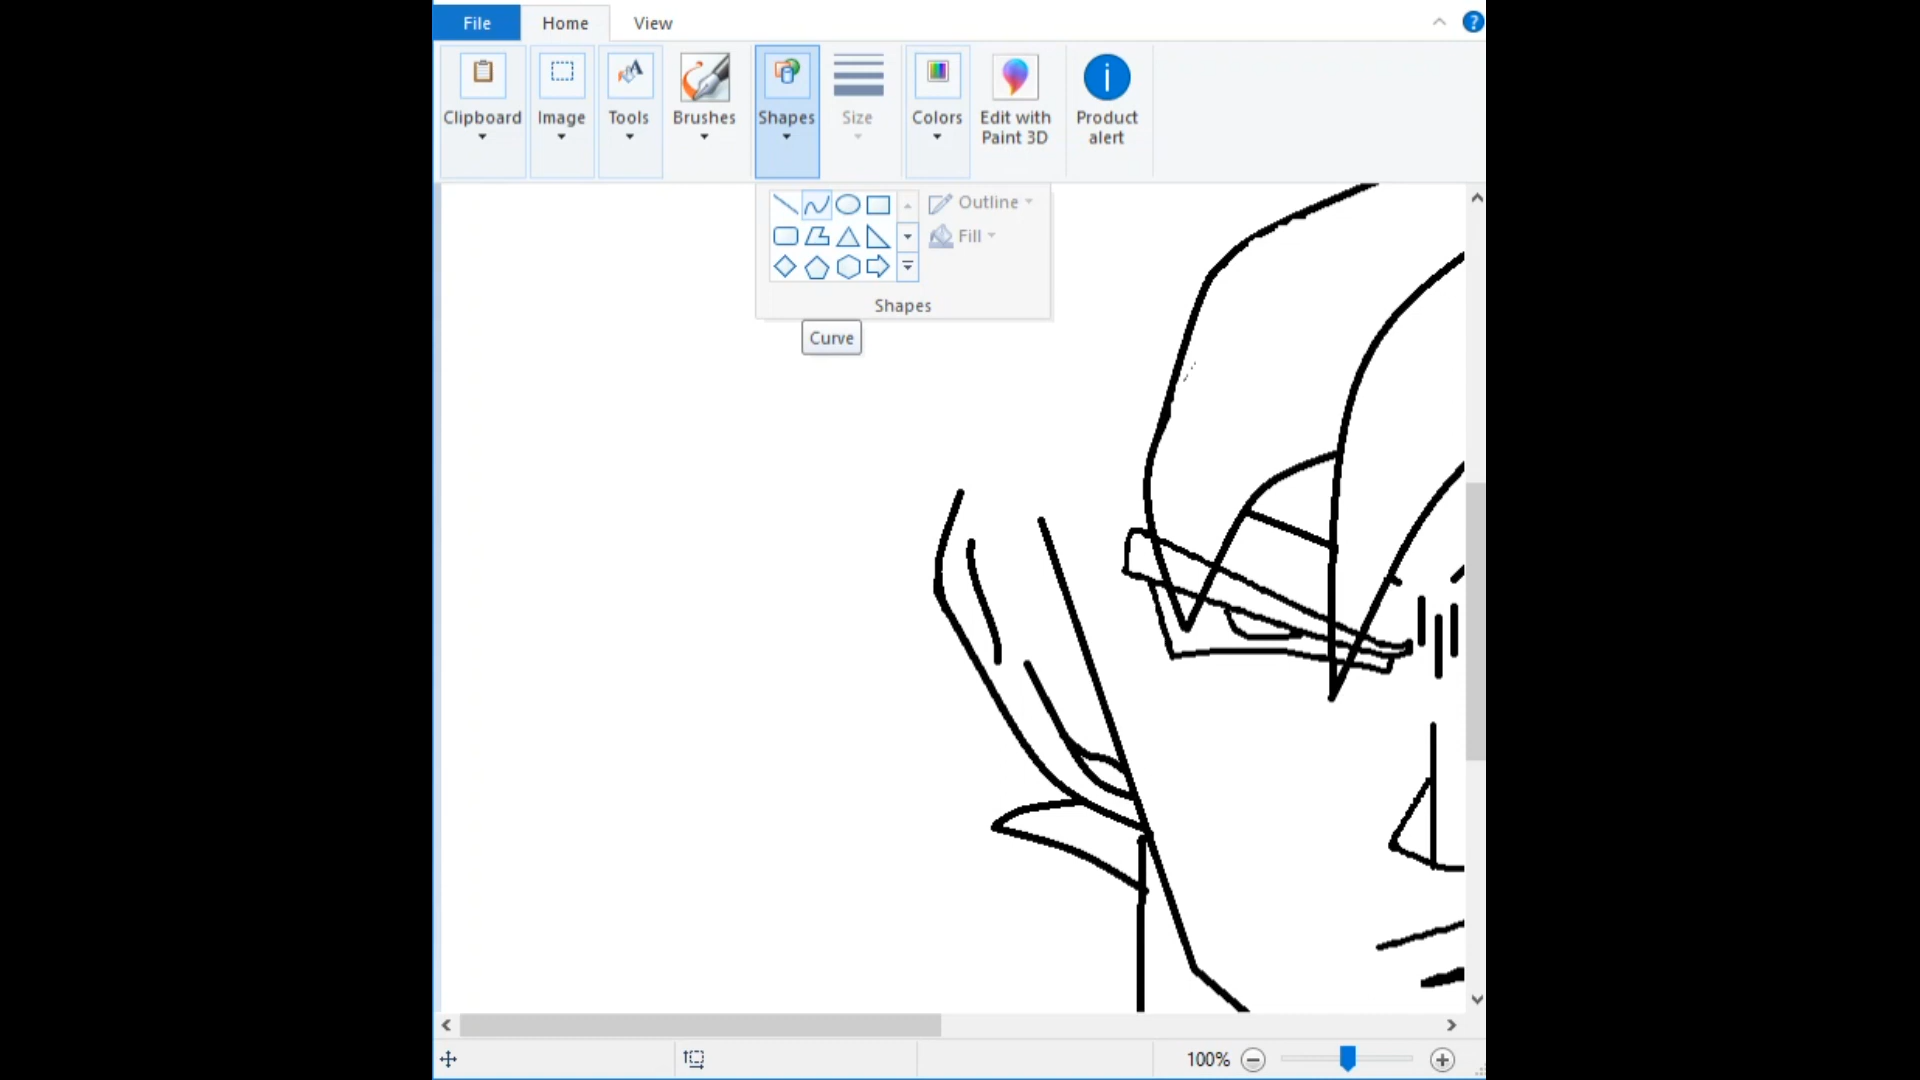 File Home View
Clipboard Image Tools Brushes Shapes Size Colors Edit with Paint 3D Product alert
Outline
Fill
Shapes
Curve
100%